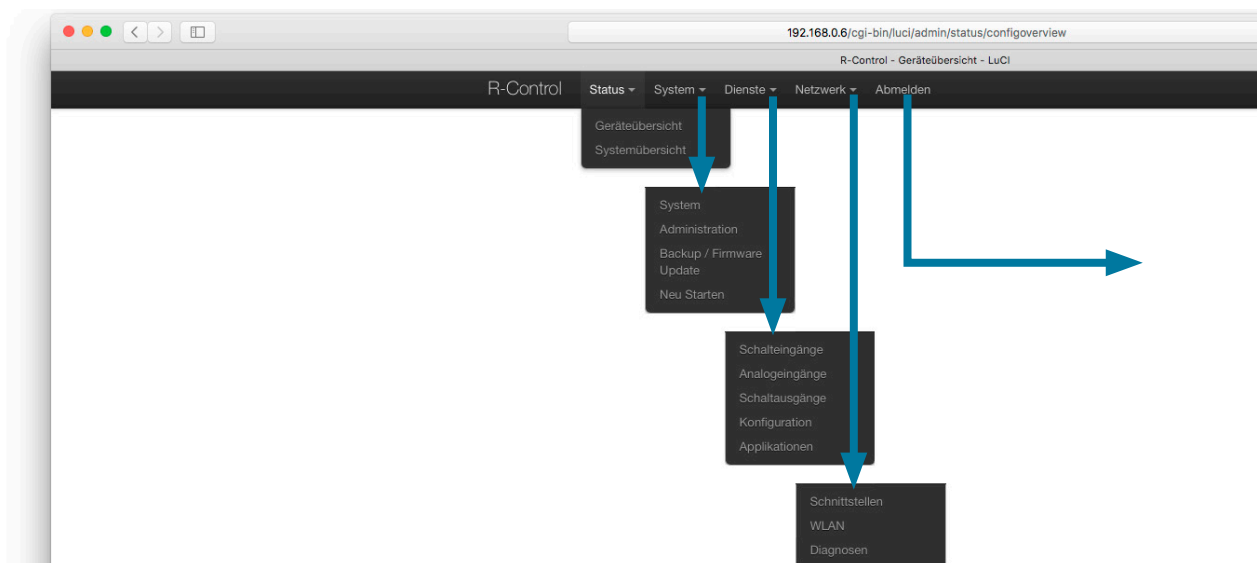 192.168.0.6/cgi-bin/luci/admin/status/configoverview
R-Control - Geräteübersicht - LuCI
R-Control Status System Dienste Netzwerk Abmelden
Geräteübersicht
Systemübersicht
System
Administration
Backup / Firmware
Update
Neu Starten
Schalteingänge
Analogeingänge
Schaltausgänge
Konfiguration
Applikationen
Schnittstellen
WLAN
Diagnosen